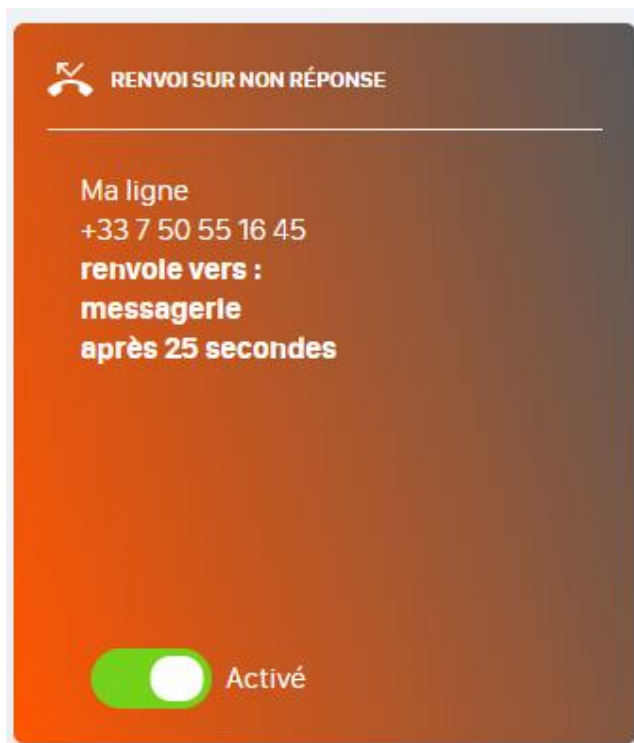 RENVOI SUR NON RÉPONSE
Ma ligne
+33 7 50 55 16 45
renvoie vers :
messagerie
après 25 secondes
Activé